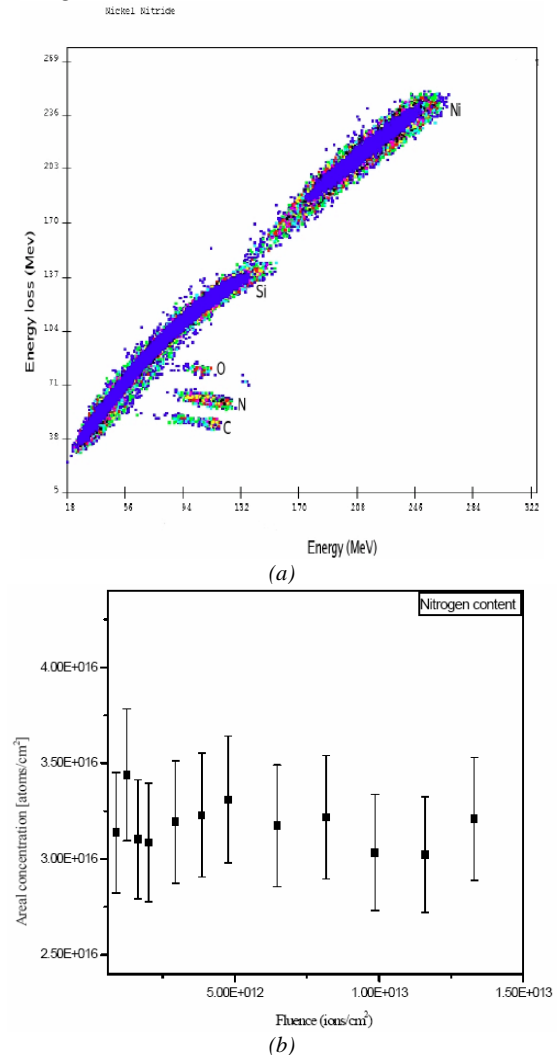 Nickel Nitride
269
236
203
170
137
104
71
38
5
Energy loss (Mev)
Ni
Si
O
N
C
18 56 94 132 170 208 246 284 322
Energy (MeV)
(a)
Nitrogen content
4.00E+016
3.50E+016
3.00E+016
2.50E+016
Areal concentration [atoms/cm²]
5.00E+012 1.00E+013 1.50E+013
Fluence (ions/cm²)
(b)